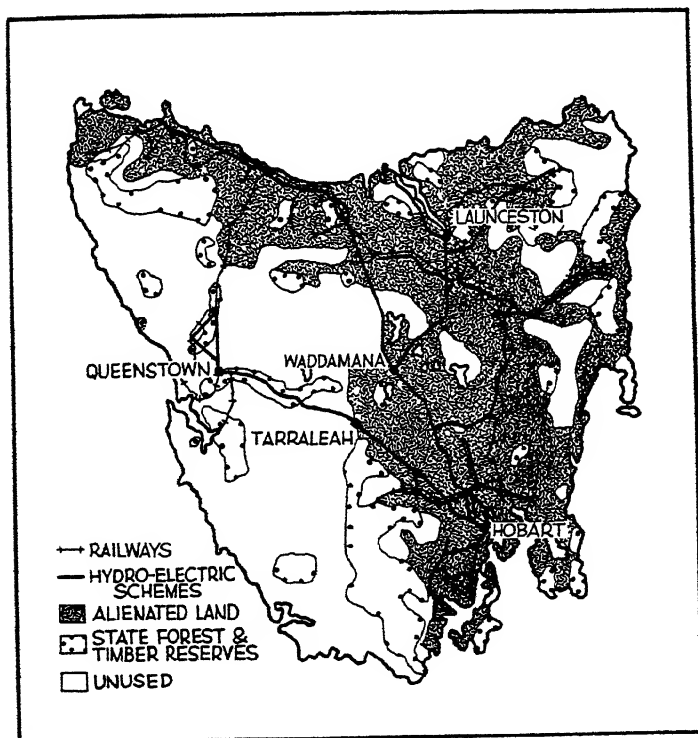 LAUNCESTON
QUEENSTOWN
WADDAMANA
TARRALEAH
HOBART
RAILWAYS
HYDRO-ELECTRIC
SCHEMES
ALIENATED LAND
STATE FOREST &
TIMBER RESERVES
UNUSED